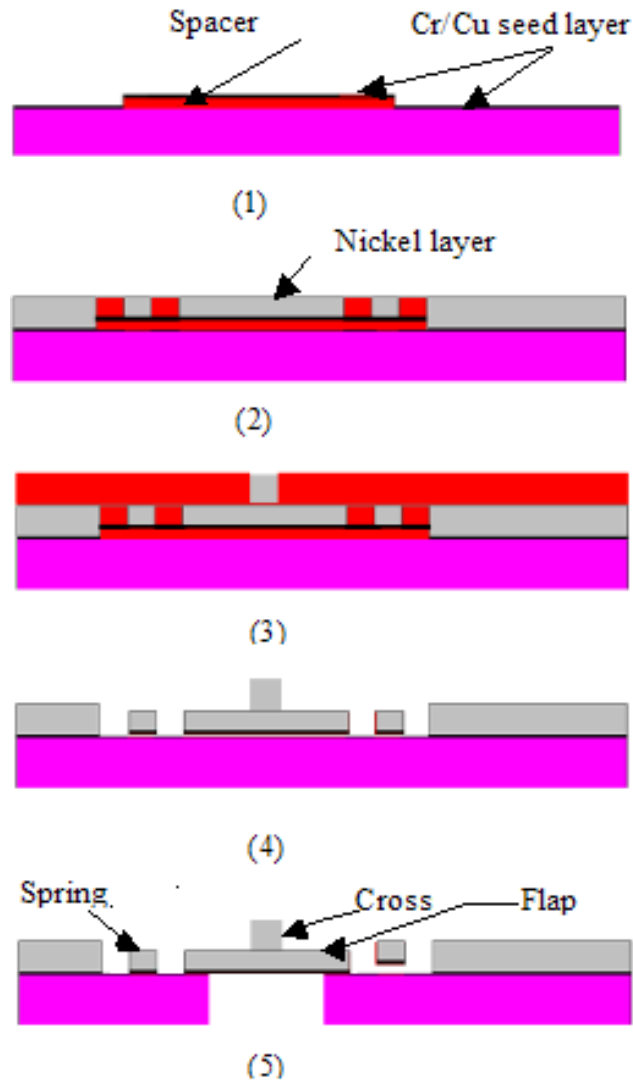 Spacer
Cr/Cu seed layer
(1)
Nickel layer
(2)
(3)
(4)
Spring
Cross
Flap
(5)